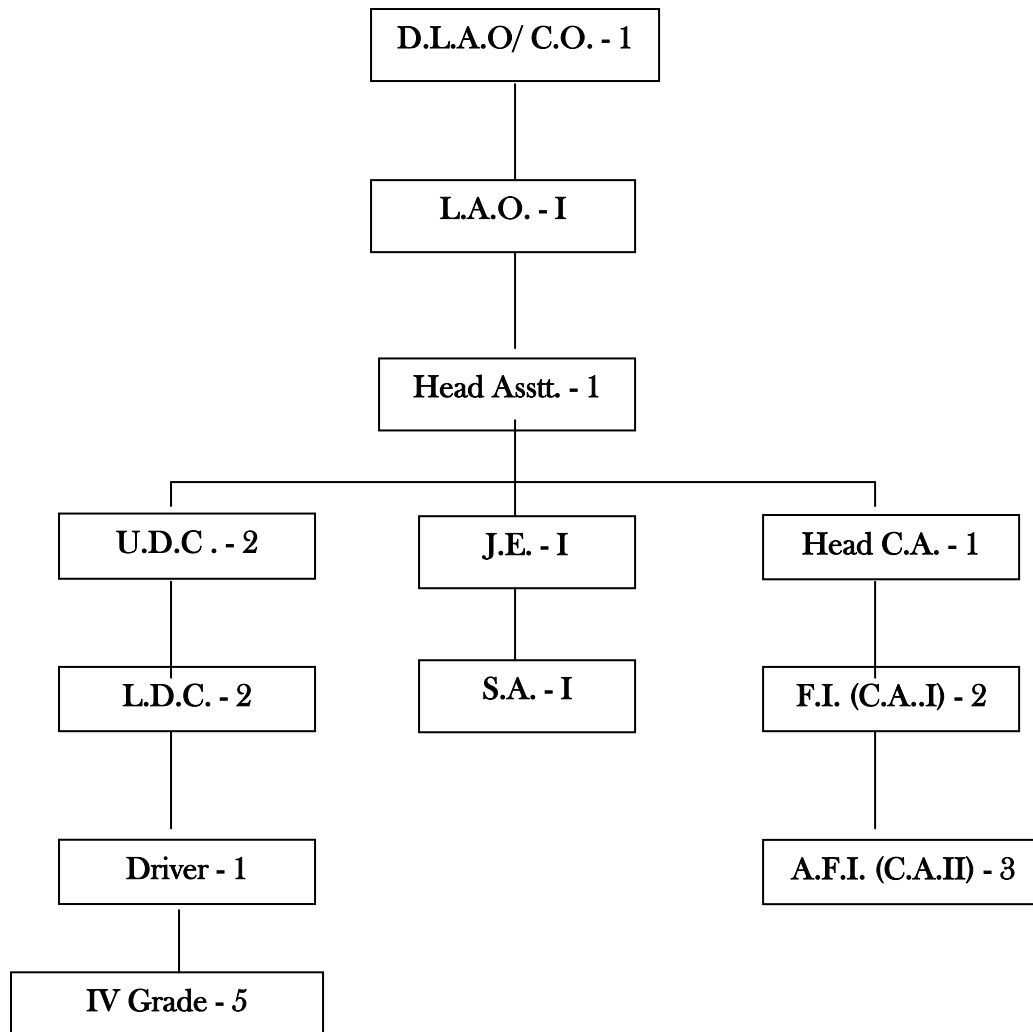 D.L.A.O/ C.O. - 1
L.A.O. - I
Head Asstt. - 1
U.D.C . - 2
J.E. - I
Head C.A. - 1
L.D.C. - 2
S.A. - I
F.I. (C.A..I) - 2
Driver - 1
A.F.I. (C.A.II) - 3
IV Grade - 5